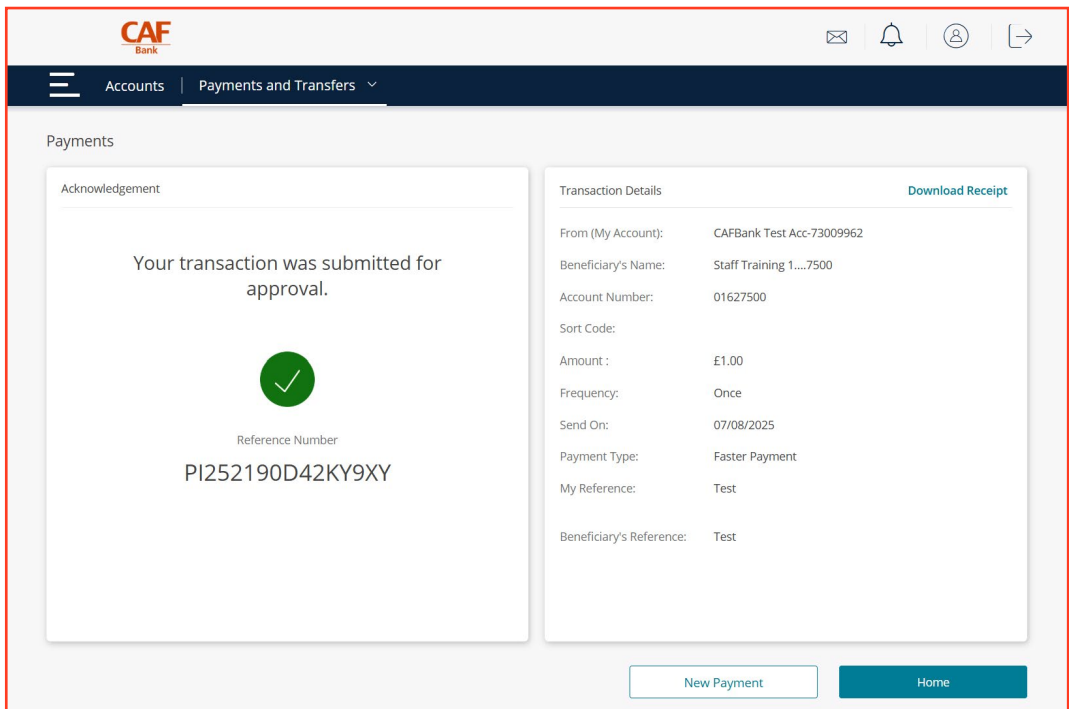 CAF
Bank
Accounts | Payments and Transfers
Payments
Acknowledgement
Your transaction was submitted for
approval.
Reference Number
PI252190D42KY9XY
Transaction Details Download Receipt
From (My Account): CAFBank Test Acc-73009962
Beneficiary's Name: Staff Training 1....7500
Account Number: 01627500
Sort Code:
Amount : £1.00
Frequency: Once
Send On: 07/08/2025
Payment Type: Faster Payment
My Reference: Test
Beneficiary's Reference: Test
New Payment Home